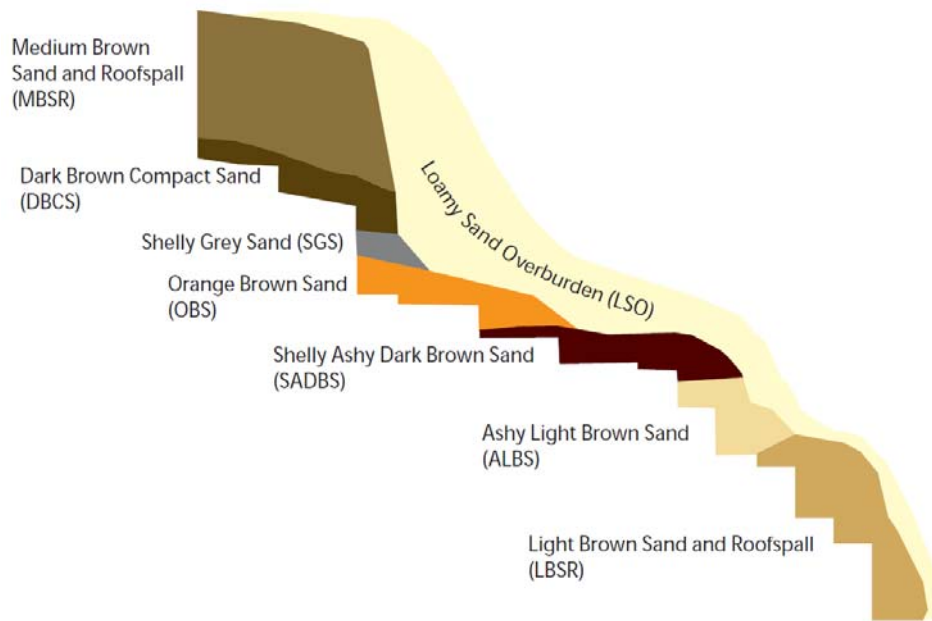 Medium Brown
Sand and Roofspall
(MBSR)
Dark Brown Compact Sand
(DBCS)
Loamy Sand Overburden (LSO)
Shelly Grey Sand (SGS)
Orange Brown Sand
(OBS)
Shelly Ashy Dark Brown Sand
(SADBS)
Ashy Light Brown Sand
(ALBS)
Light Brown Sand and Roofspall
(LBSR)